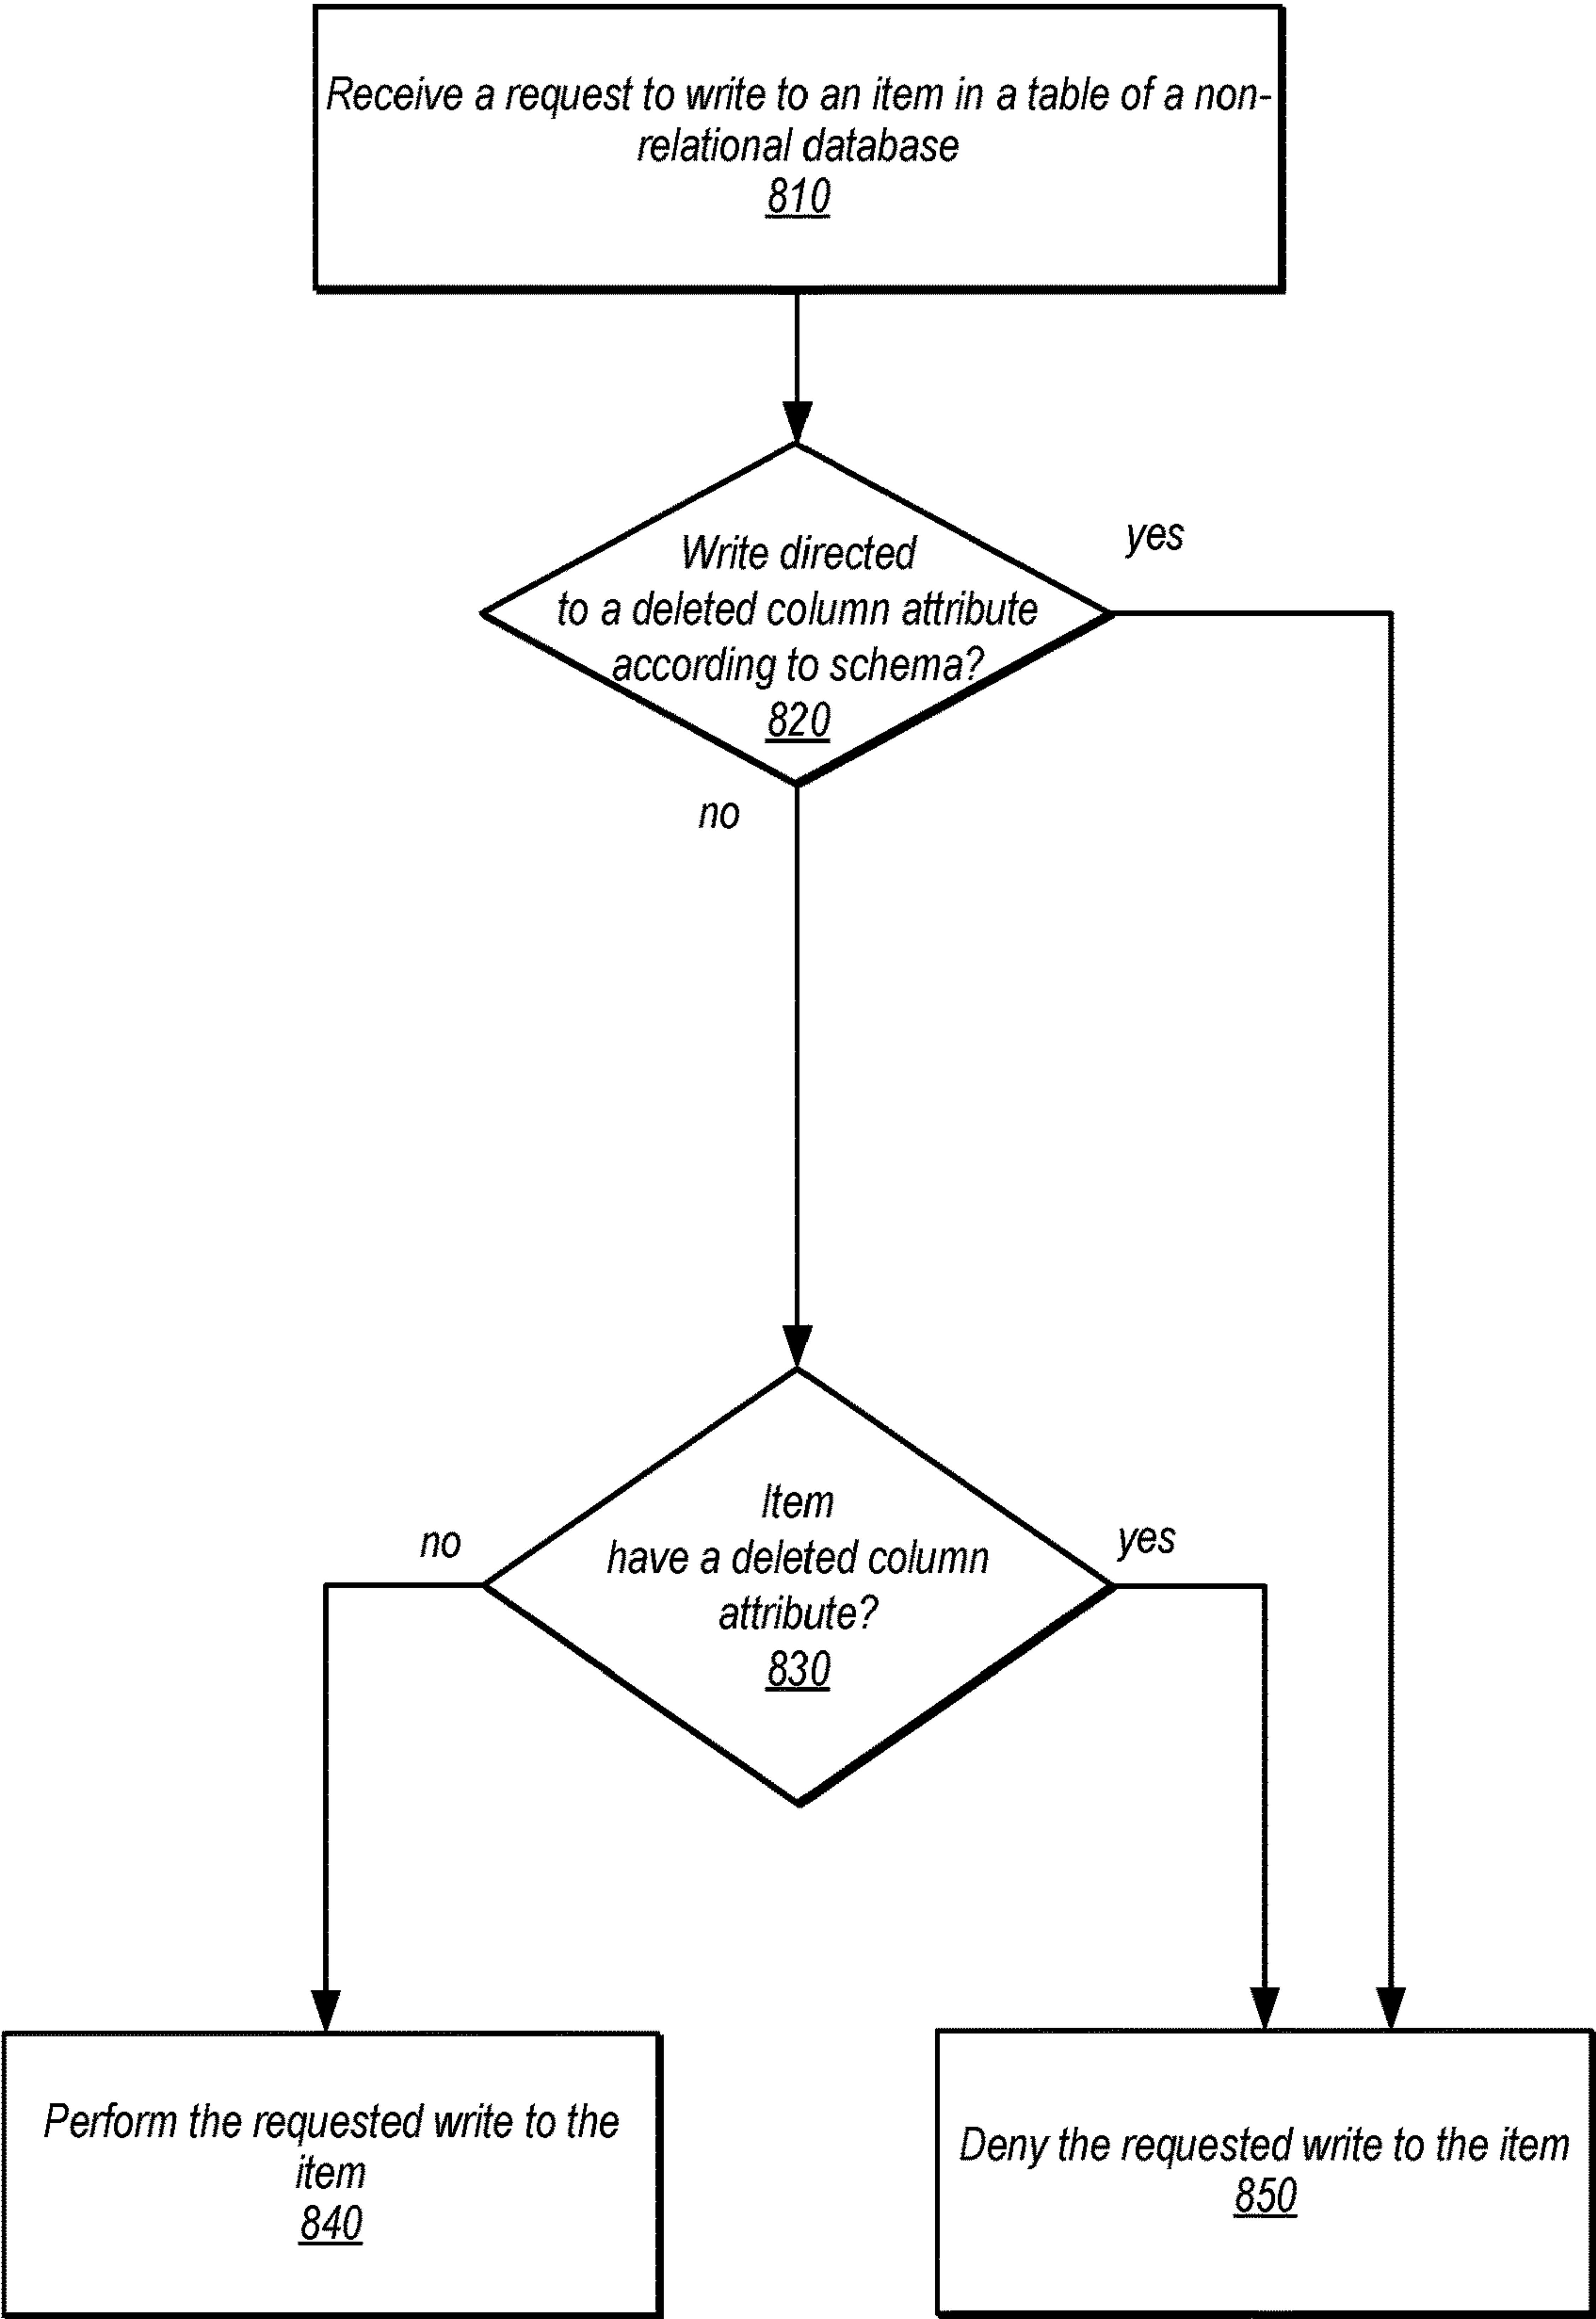 Receive a request to write to an item in a table of a non-
relational database
810
Write directed
to a deleted column attribute
according to schema?
820
yes
no
Item
have a deleted column
attribute?
830
no
yes
Perform the requested write to the
item
840
Deny the requested write to the item
850